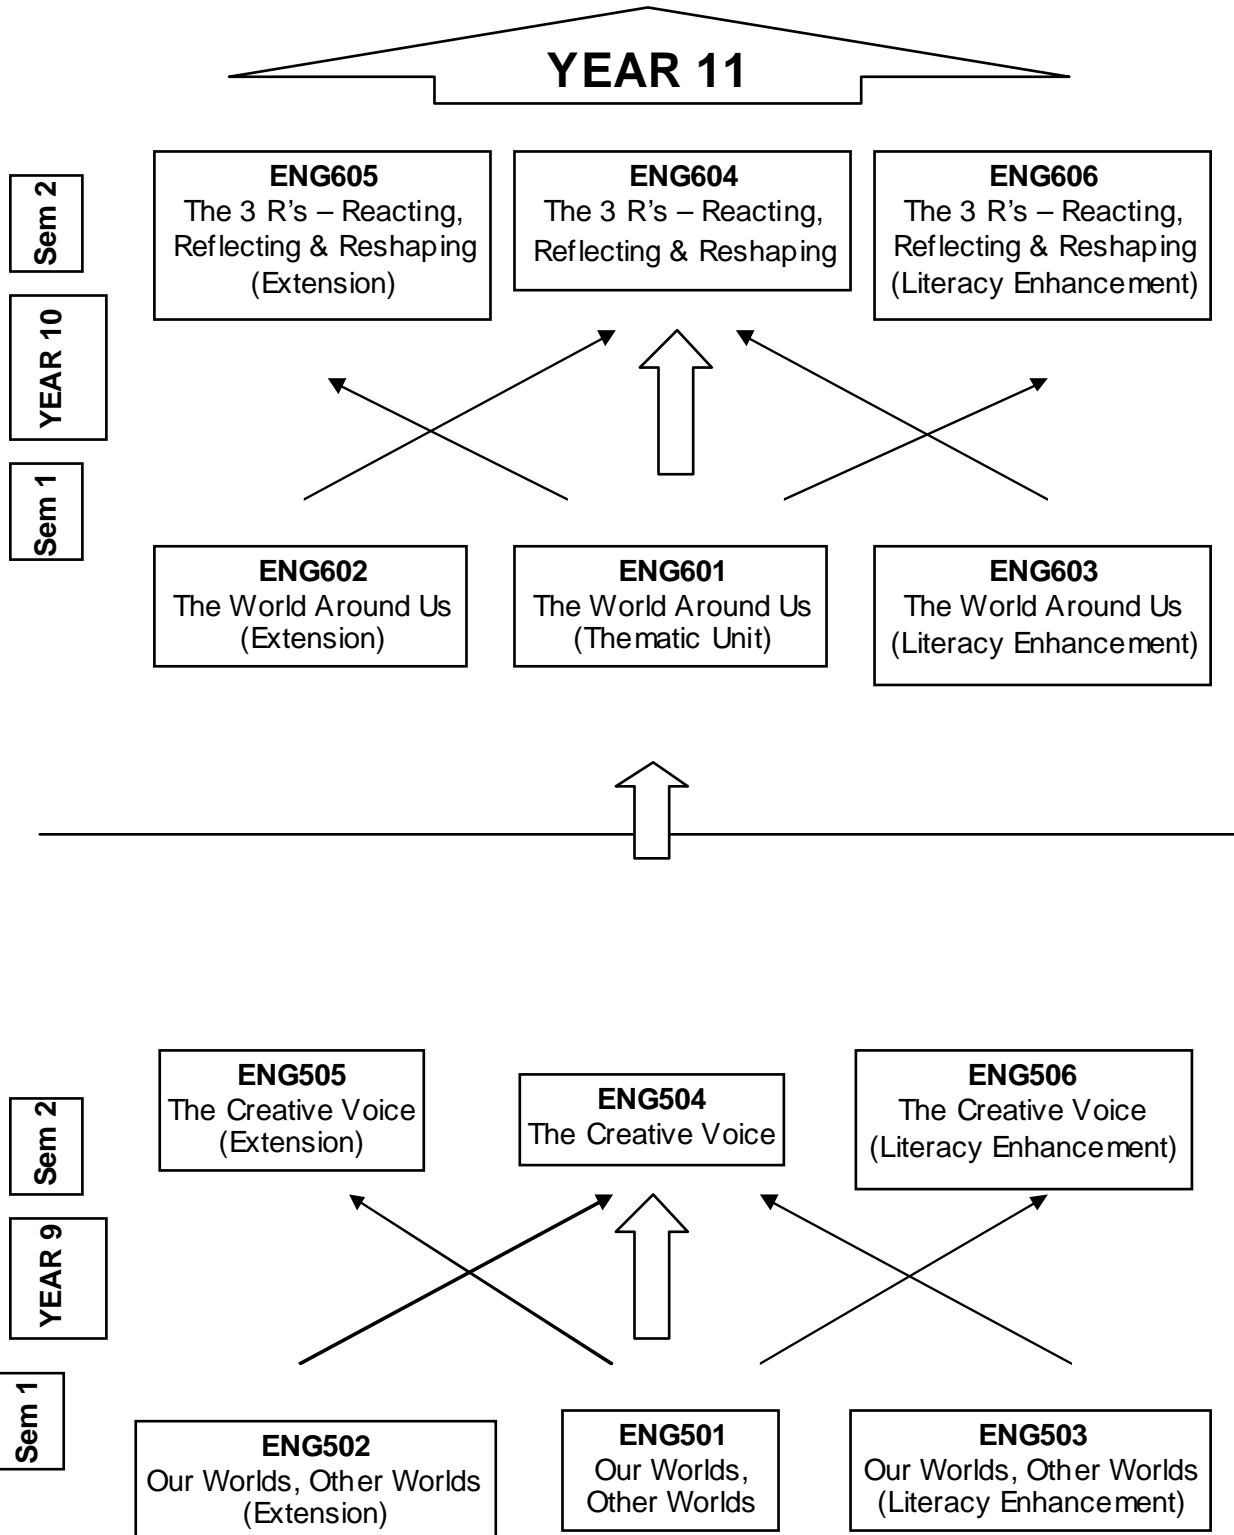 YEAR 11
Sem 2
ENG605
The 3 R’s – Reacting,
Reflecting & Reshaping
(Extension)
ENG604
The 3 R’s – Reacting,
Reflecting & Reshaping
ENG606
The 3 R’s – Reacting,
Reflecting & Reshaping
(Literacy Enhancement)
YEAR 10
Sem 1
ENG602
The World Around Us
(Extension)
ENG601
The World Around Us
(Thematic Unit)
ENG603
The World Around Us
(Literacy Enhancement)
Sem 2
ENG505
The Creative Voice
(Extension)
ENG504
The Creative Voice
ENG506
The Creative Voice
(Literacy Enhancement)
YEAR 9
Sem 1
ENG502
Our Worlds, Other Worlds
(Extension)
ENG501
Our Worlds,
Other Worlds
ENG503
Our Worlds, Other Worlds
(Literacy Enhancement)